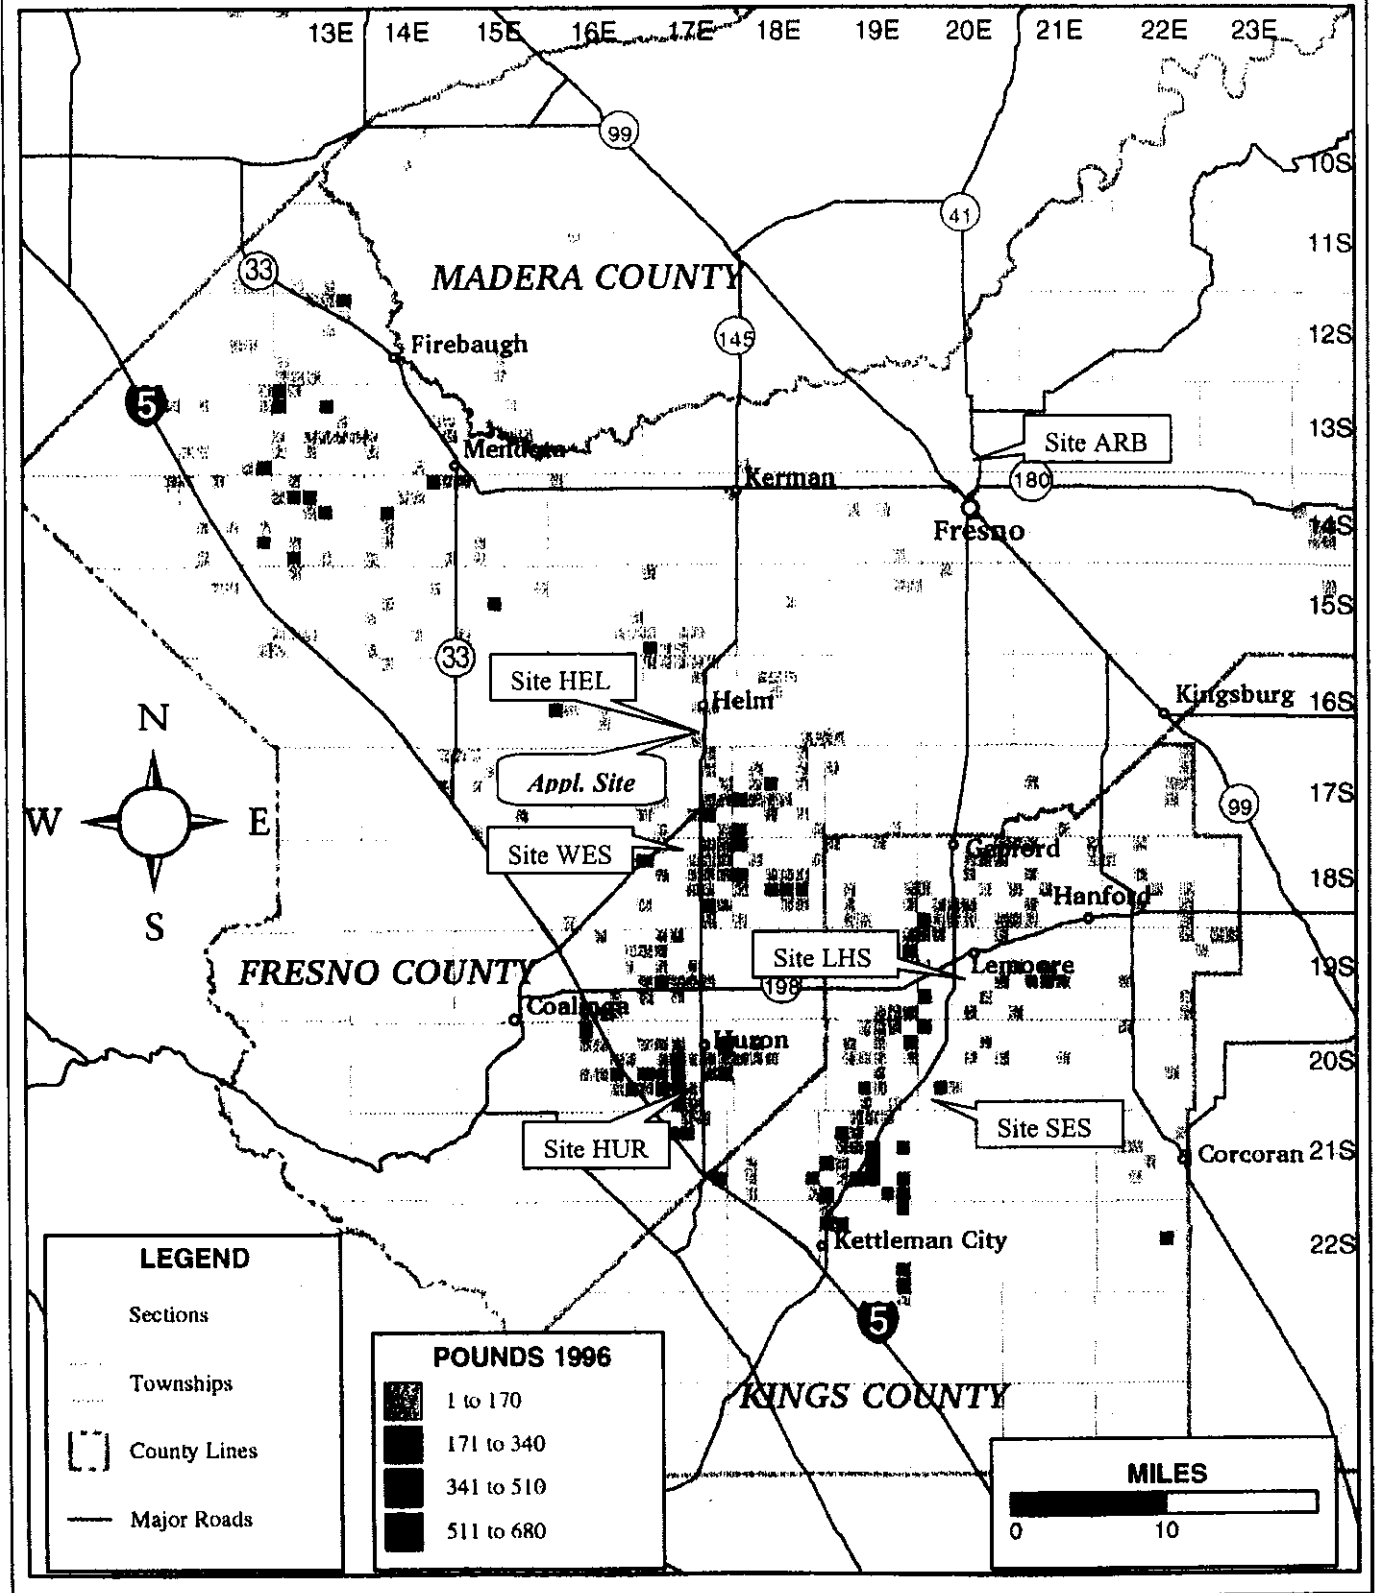 13E 14E 15E 16E 17E 18E 19E 20E 21E 22E 23E
99
10S
41
11S
33
MADERA COUNTY
12S
145
Firebaugh
5
13S
Site ARB
Mendota
Kerman
180
Fresno
14S
15S
33
Site HEL
Helm
Kingsburg
16S
N
Appl. Site
17S
99
W E
Site WES
18S
S
Hanford
Site LHS
Lemoore
19S
FRESNO COUNTY
198
Coalinga
Huron
20S
Site SES
Site HUR
Corcoran
21S
Kettleman City
22S
LEGEND
Sections
Townships
County Lines
Major Roads
5
POUNDS 1996
1 to 170
171 to 340
341 to 510
511 to 680
KINGS COUNTY
MILES
0 10